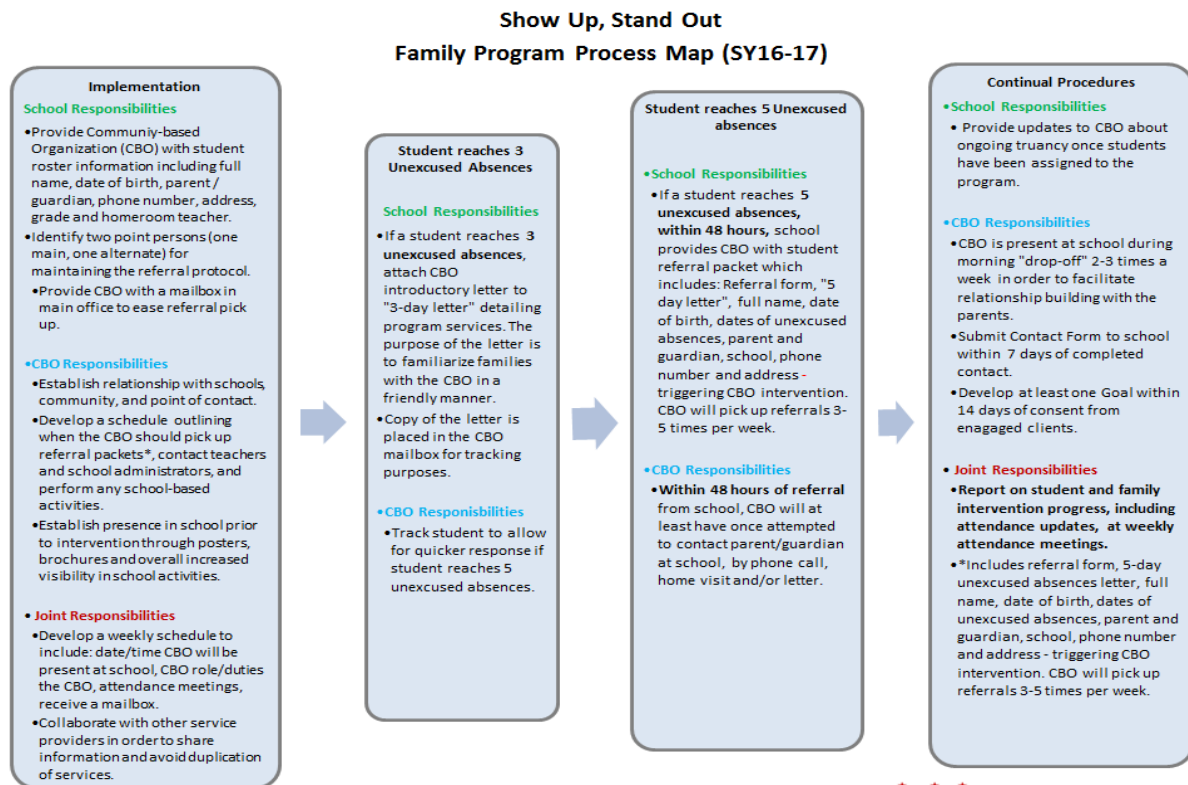 Show Up, Stand Out
Family Program Process Map (SY16-17)
Implementation
School Responsibilities
•Provide Communiy-based
Organization (CBO) with student
roster information including full
name, date of birth, parent /
guardian, phone number, address,
grade and homeroom teacher.
•Identify two point persons (one
main, one alternate) for
maintaining the referral protocol.
•Provide CBO with a mailbox in
main office to ease referral pick
up.
•CBO Responsibilities
•Establish relationship with schools,
community, and point of contact.
•Develop a schedule outlining
when the CBO should pick up
referral packets*, contact teachers
and school administrators, and
perform any school-based
activities.
•Establish presence in school prior
to intervention through posters,
brochures and overall increased
visibility in school activities.
• Joint Responsibilities
•Develop a weekly schedule to
include: date/time CBO will be
present at school, CBO role/duties
the CBO, attendance meetings,
receive a mailbox.
•Collaborate with other service
providers in order to share
information and avoid duplication
of services.
Student reaches 3
Unexcused Absences
School Responsibilities
•If a student reaches 3
unexcused absences,
attach CBO
introductory letter to
"3-day letter" detailing
program services. The
purpose of the letter is
to familiarize families
with the CBO in a
friendly manner.
•Copy of the letter is
placed in the CBO
mailbox for tracking
purposes.
•CBO Responisbilities
•Track student to allow
for quicker response if
student reaches 5
unexcused absences.
Student reaches 5 Unexcused
absences
•School Responsibilities
•If a student reaches 5
unexcused absences,
within 48 hours, school
provides CBO with student
referral packet which
includes: Referral form, "5
day letter", full name, date
of birth, dates of unexcused
absences, parent and
guardian, school, phone
number and address -
triggering CBO intervention.
CBO will pick up referrals 3-
5 times per week.
•CBO Responsibilities
•Within 48 hours of referral
from school, CBO will at
least have once attempted
to contact parent/guardian
at school, by phone call,
home visit and/or letter.
Continual Procedures
•School Responsibilities
• Provide updates to CBO about
ongoing truancy once students
have been assigned to the
program.
•CBO Responsibilities
•CBO is present at school during
morning "drop-off" 2-3 times a
week in order to facilitate
relationship building with the
parents.
•Submit Contact Form to school
within 7 days of completed
contact.
•Develop at least one Goal within
14 days of consent from
enagaged clients.
• Joint Responsibilities
•Report on student and family
intervention progress, including
attendance updates, at weekly
attendance meetings.
•*Includes referral form, 5-day
unexcused absences letter, full
name, date of birth, dates of
unexcused absences, parent and
guardian, school, phone number
and address - triggering CBO
intervention. CBO will pick up
referrals 3-5 times per week.